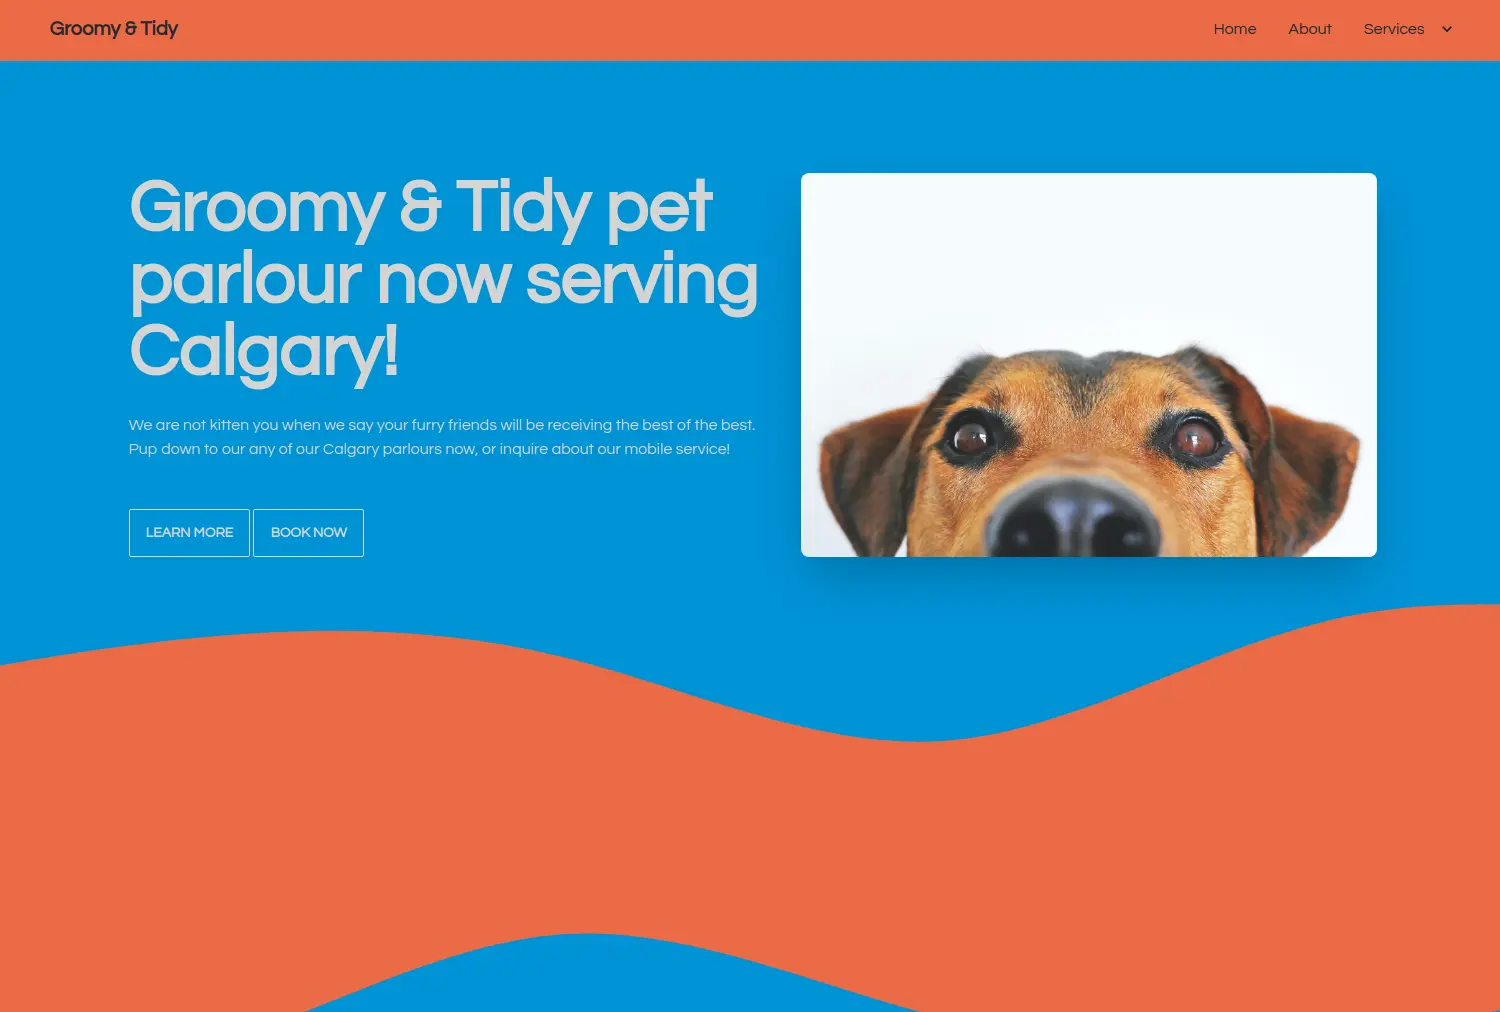 Groomy & Tidy
Home About Services
Groomy & Tidy pet
parlour now serving
Calgary!
We are not kitten you when we say your furry friends will be receiving the best of the best.
Pup down to our any of our Calgary parlours now, or inquire about our mobile service!
LEARN MORE BOOK NOW